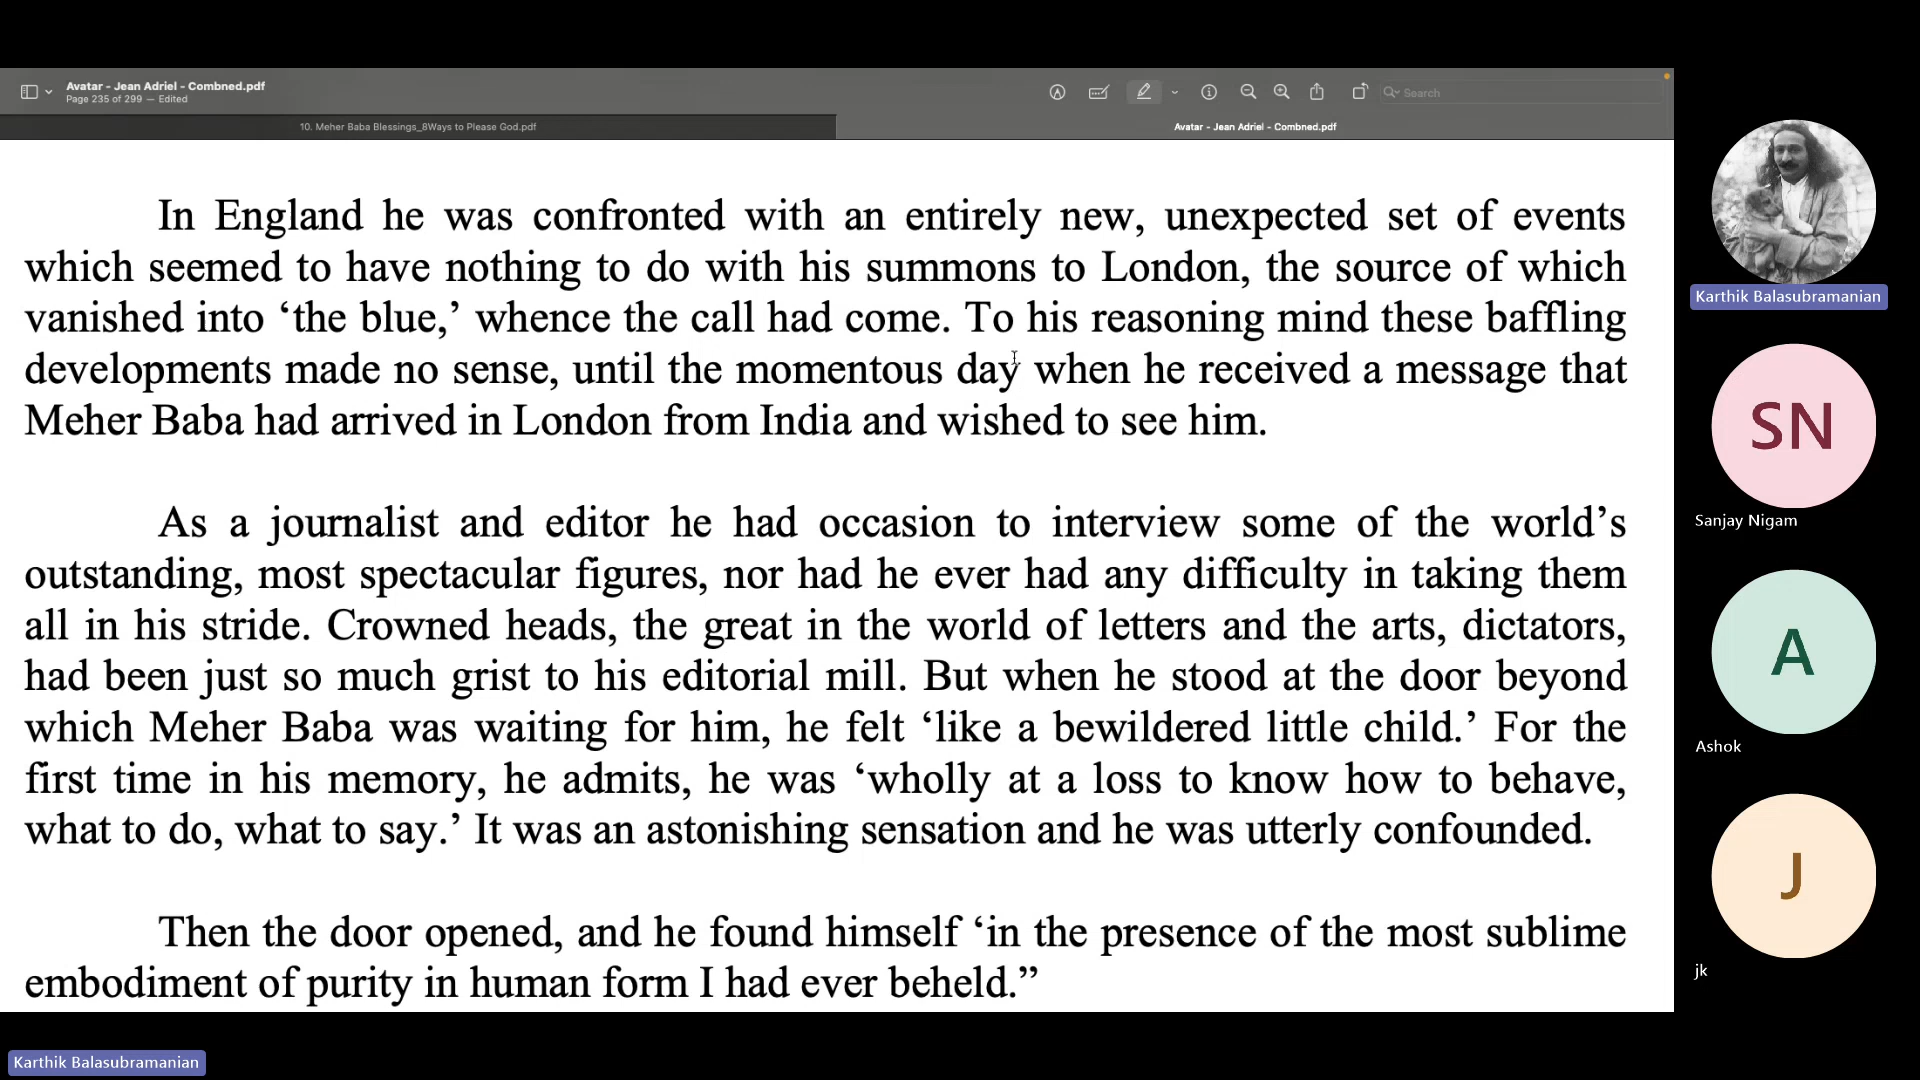 Avatar - Jean Adriel - Combned.pdf
Page 235 of 299 — Edited
Search
10. Meher Baba Blessings_8Ways to Please God.pdf
Avatar - Jean Adriel - Combned.pdf
In England he was confronted with an entirely new, unexpected set of events
which seemed to have nothing to do with his summons to London, the source of which
vanished into ‘the blue,’ whence the call had come. To his reasoning mind these baffling
developments made no sense, until the momentous day when he received a message that
Meher Baba had arrived in London from India and wished to see him.
As a journalist and editor he had occasion to interview some of the world’s
outstanding, most spectacular figures, nor had he ever had any difficulty in taking them
all in his stride. Crowned heads, the great in the world of letters and the arts, dictators,
had been just so much grist to his editorial mill. But when he stood at the door beyond
which Meher Baba was waiting for him, he felt ‘like a bewildered little child.’ For the
first time in his memory, he admits, he was ‘wholly at a loss to know how to behave,
what to do, what to say.’ It was an astonishing sensation and he was utterly confounded.
Then the door opened, and he found himself ‘in the presence of the most sublime
embodiment of purity in human form I had ever beheld.”
Karthik Balasubramanian
SN
Sanjay Nigam
A
Ashok
J
jk
Karthik Balasubramanian